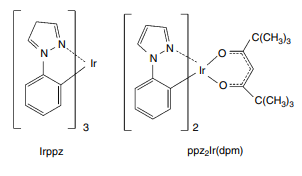 N N Ir
3
Irppz
N N Ir
2
O O
C(CH₃)₃
C(CH₃)₃
ppz₂Ir(dpm)